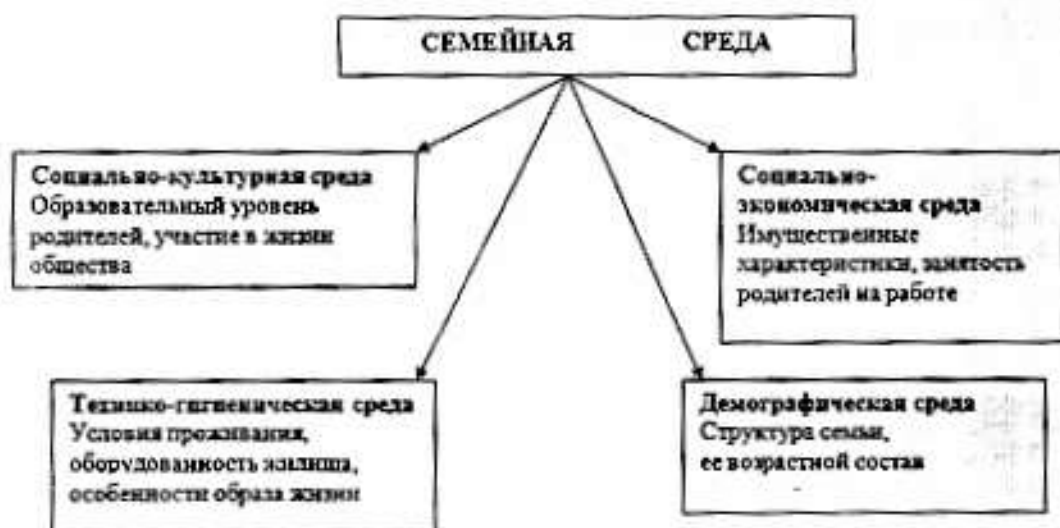 СЕМЕЙНАЯ СРЕДА
Социально-культурная среда
Образовательный уровень
родителей, участие в жизни
общества
Социально-
экономическая среда
Имущественные
характеристики, занятость
родителей на работе
Технико-гигиеническая среда
Условия проживания,
оборудованность жилища,
особенности образа жизни
Демографическая среда
Структура семьи,
ее возрастной состав